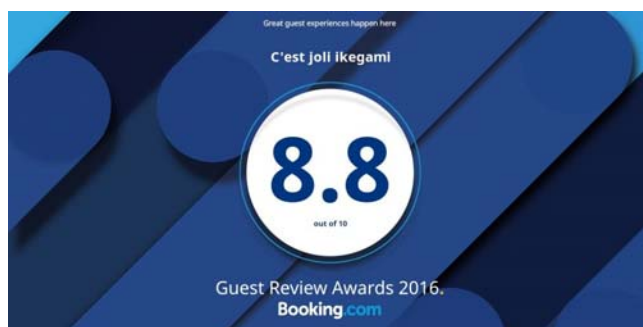 Great guest experiences happen here
C'est joli ikegami
8.8
out of 10
Guest Review Awards 2016.
Booking.com